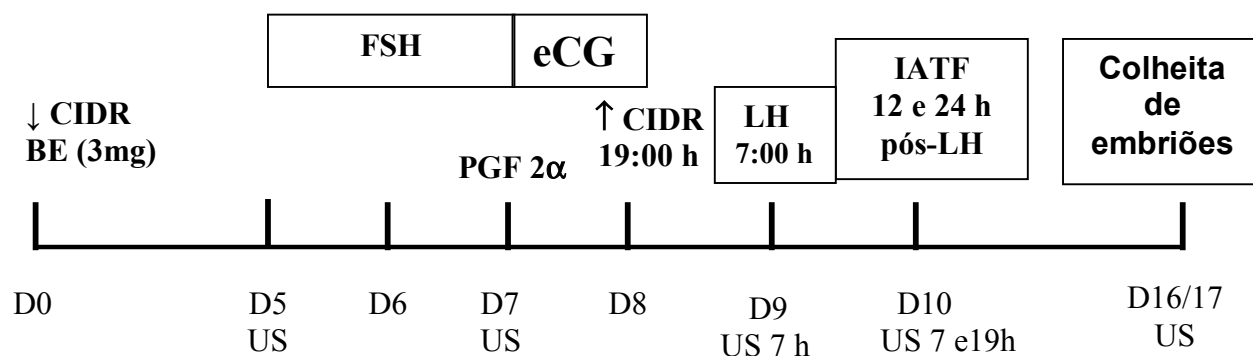 FSH
eCG
IATF
12 e 24 h
pós-LH
Colheita
de
embriões
↓ CIDR
BE (3mg)
PGF 2α
↑ CIDR
19:00 h
LH
7:00 h
D0
D5
US
D6
D7
US
D8
D9
US 7 h
D10
US 7 e19h
D16/17
US